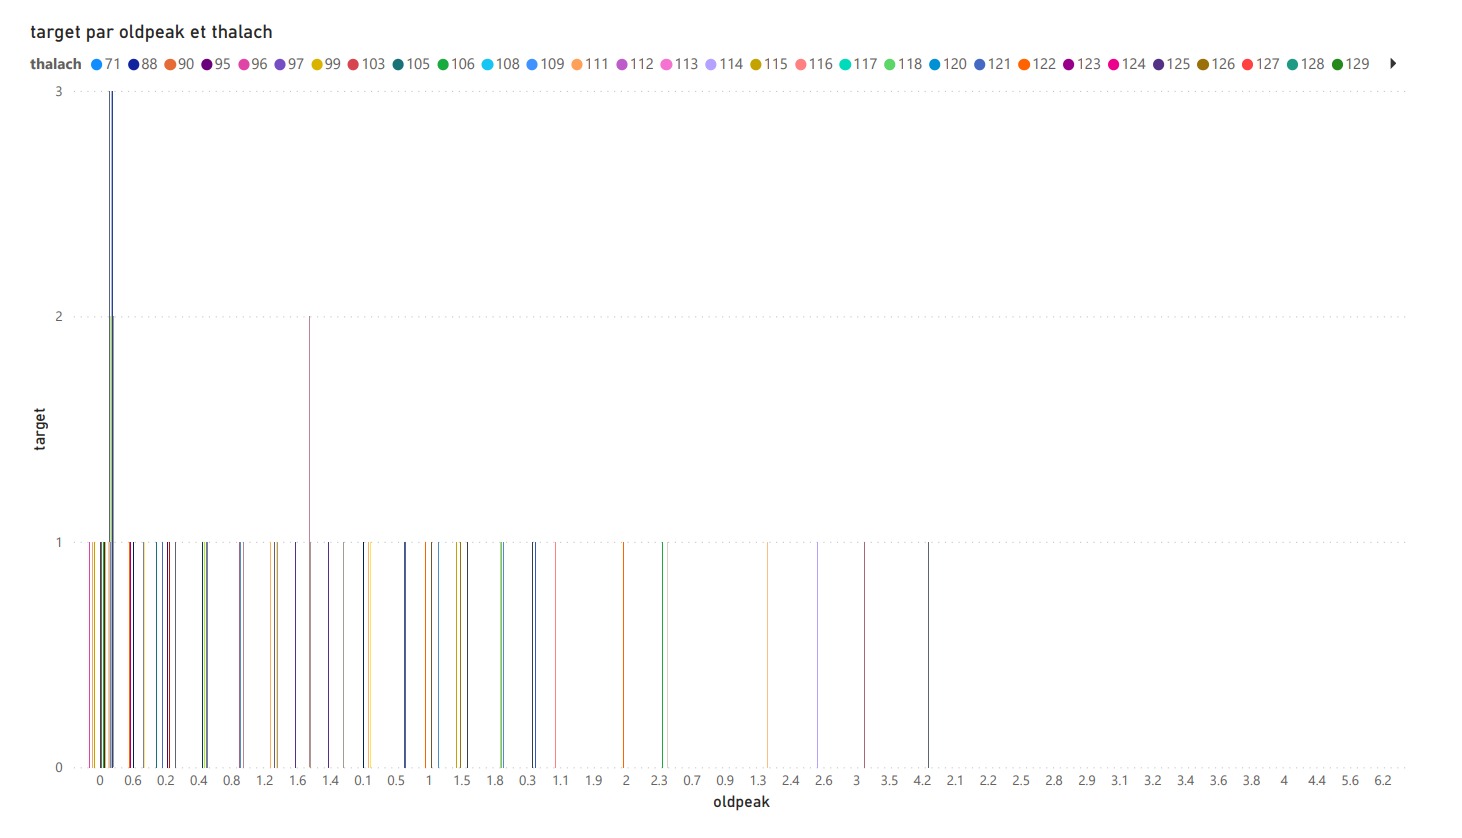 target par oldpeak et thalach
thalach 71 88 90 95 96 97 99 103 105 106 108 109 111 112 113 114 115 116 117 118 120 121 122 123 124 125 126 127 128 129
3
2
1
0
target
0 0.6 0.2 0.4 0.8 1.2 1.6 1.4 0.1 0.5 1 1.5 1.8 0.3 1.1 1.9 2 2.3 0.7 0.9 1.3 2.4 2.6 3 3.5 4.2 2.1 2.2 2.5 2.8 2.9 3.1 3.2 3.4 3.6 3.8 4 4.4 5.6 6.2
oldpeak